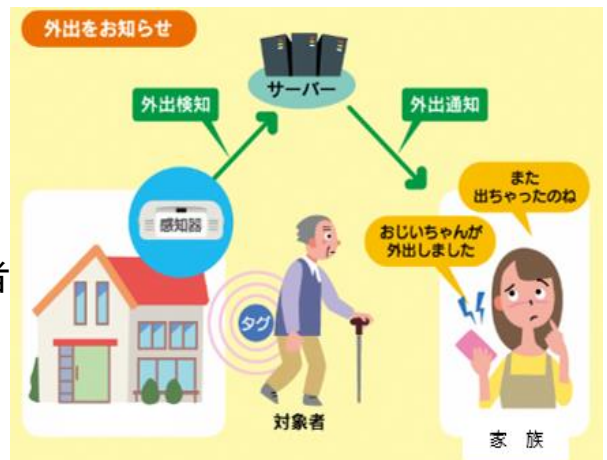 外出をお知らせ
サーバー
外出検知
外出通知
感知器
また
出ちゃったのね
おじいちゃんが
外出しました
者
タグ
対象者
家 族